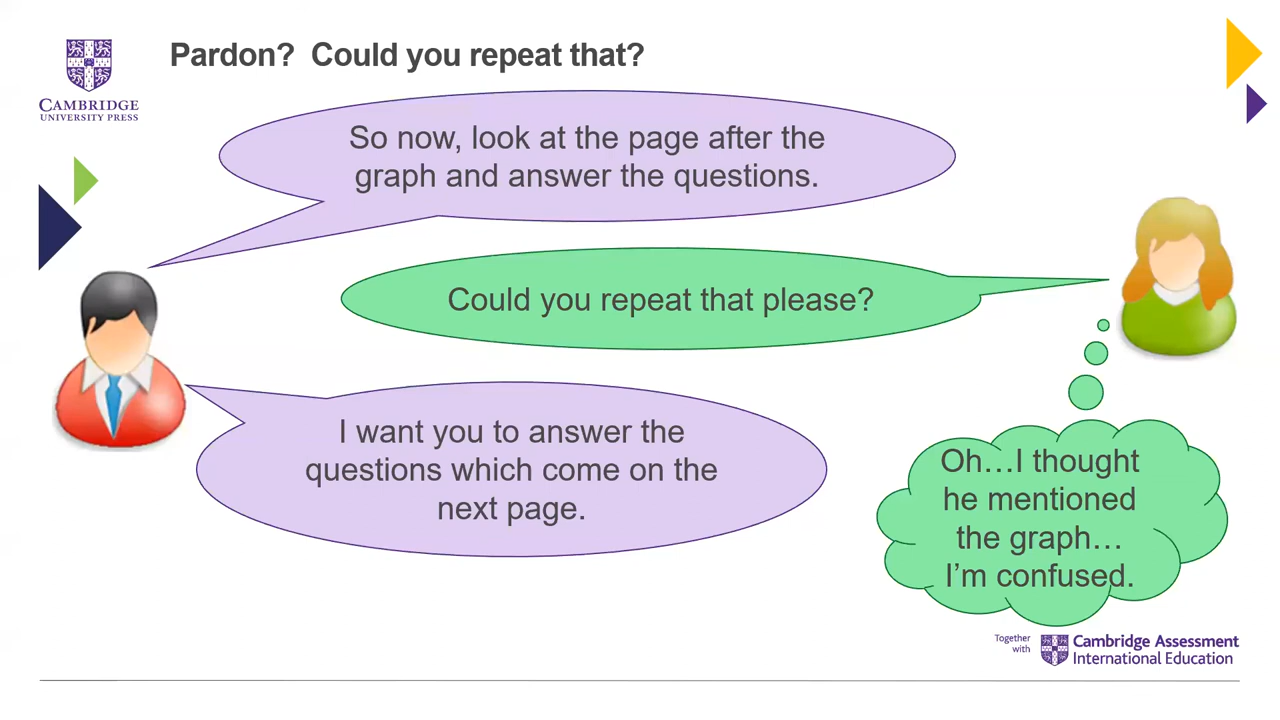 Pardon?  Could you repeat that?
CAMBRIDGE
UNIVERSITY PRESS
So now, look at the page after the
graph and answer the questions.
Could you repeat that please?
I want you to answer the
questions which come on the
next page.
Oh…I thought
he mentioned
the graph…
I’m confused.
Together
with
Cambridge Assessment
International Education